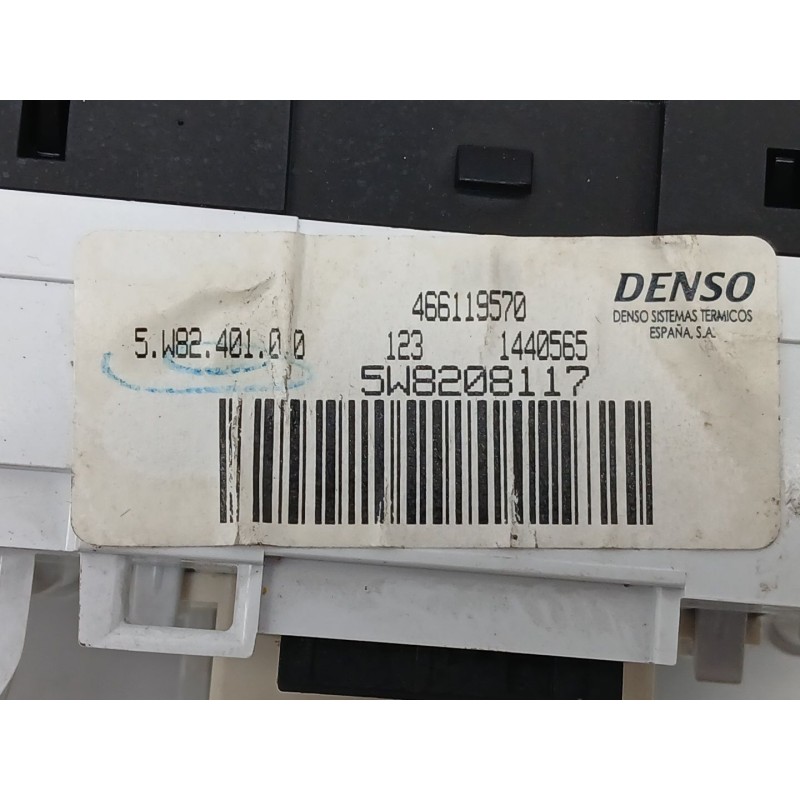 466119570
DENSO
DENSO SISTEMAS TERMICOS
ESPAÑA, S.A.
5.W82.401.0 0
123 1440565
5W8208117